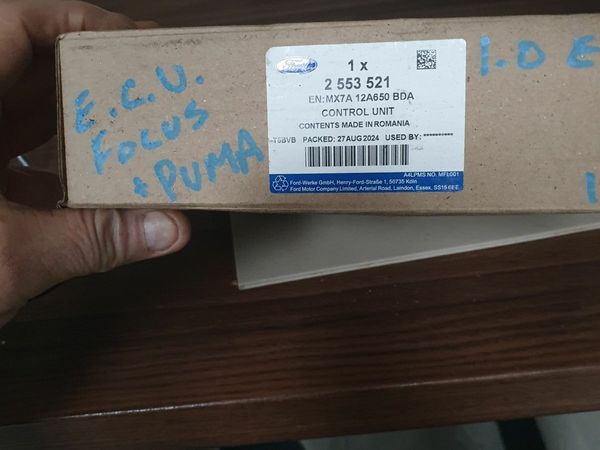 E.C.U.
FOCUS
+ PUMA
1.0 E
Ford
1 x
2 553 521
EN:MX7A 12A650 BDA
CONTROL UNIT
CONTENTS MADE IN ROMANIA
PACKED: 27AUG2024 USED BY: **********
A4LPMS NO. MFL001
Ford-Werke GmbH, Henry-Ford-Straße 1, 50735 Köln
Ford Motor Company Limited, Arterial Road, Laindon, Essex. SS15 6EE